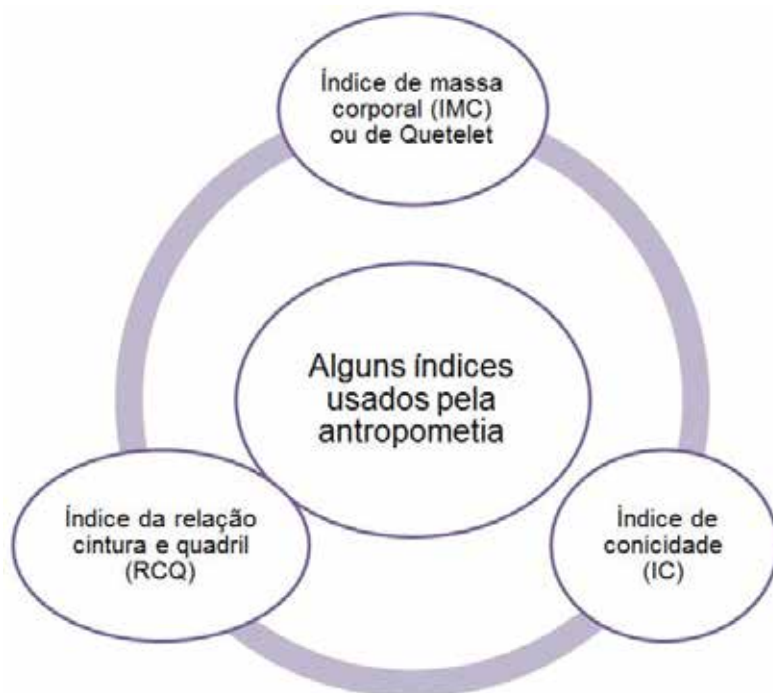 Índice de massa
corporal (IMC)
ou de Quetelet
Alguns índices
usados pela
antropometia
Índice da relação
cintura e quadril
(RCQ)
Índice de
conicidade
(IC)